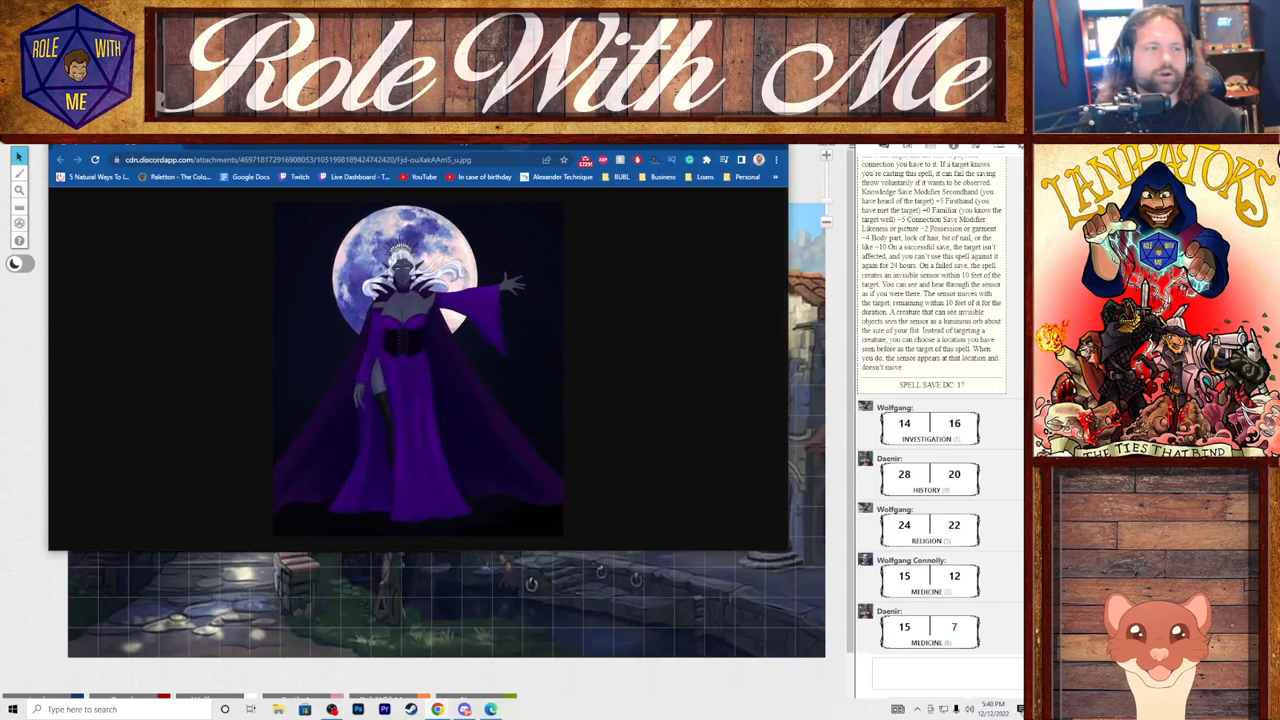 ROLE WITH
ME
Role With Me
cdn.discordapp.com/attachments/469718172916908053/1051998189424742420/Fjd-ouXakAAmS_u.jpg
5 Natural Ways To I...
Paletton - The Colo...
Google Docs
Twitch
Live Dashboard - T...
YouTube
In case of birthday
Alexander Technique
BUBL
Business
Loans
Personal
connection you have to it. If a target knows
you're casting this spell, it can fail the saving
throw voluntarily if it wants to be observed.
Knowledge Save Modifier Secondhand (you
have heard of the target) +5 Firsthand (you
have met the target) +0 Familiar (you know the
target well) −5 Connection Save Modifier
Likeness or picture −2 Possession or garment
−4 Body part, lock of hair, bit of nail, or the
like −10 On a successful save, the target isn't
affected, and you can't use this spell against it
again for 24 hours. On a failed save, the spell
creates an invisible sensor within 10 feet of the
target. You can see and hear through the sensor
as if you were there. The sensor moves with
the target, remaining within 10 feet of it for the
duration. A creature that can see invisible
objects sees the sensor as a luminous orb about
the size of your fist. Instead of targeting a
creature, you can choose a location you have
seen before as the target of this spell. When
you do, the sensor appears at that location and
doesn't move.
SPELL SAVE DC: 17
Wolfgang:
14 16
INVESTIGATION (5)
Daenir:
28 20
HISTORY (9)
Wolfgang:
24 22
RELIGION (5)
Wolfgang Connolly:
15 12
MEDICINE (2)
Daenir:
15 7
MEDICINE (6)
THE TIES THAT BIND
Type here to search
5:40 PM
12/12/2022